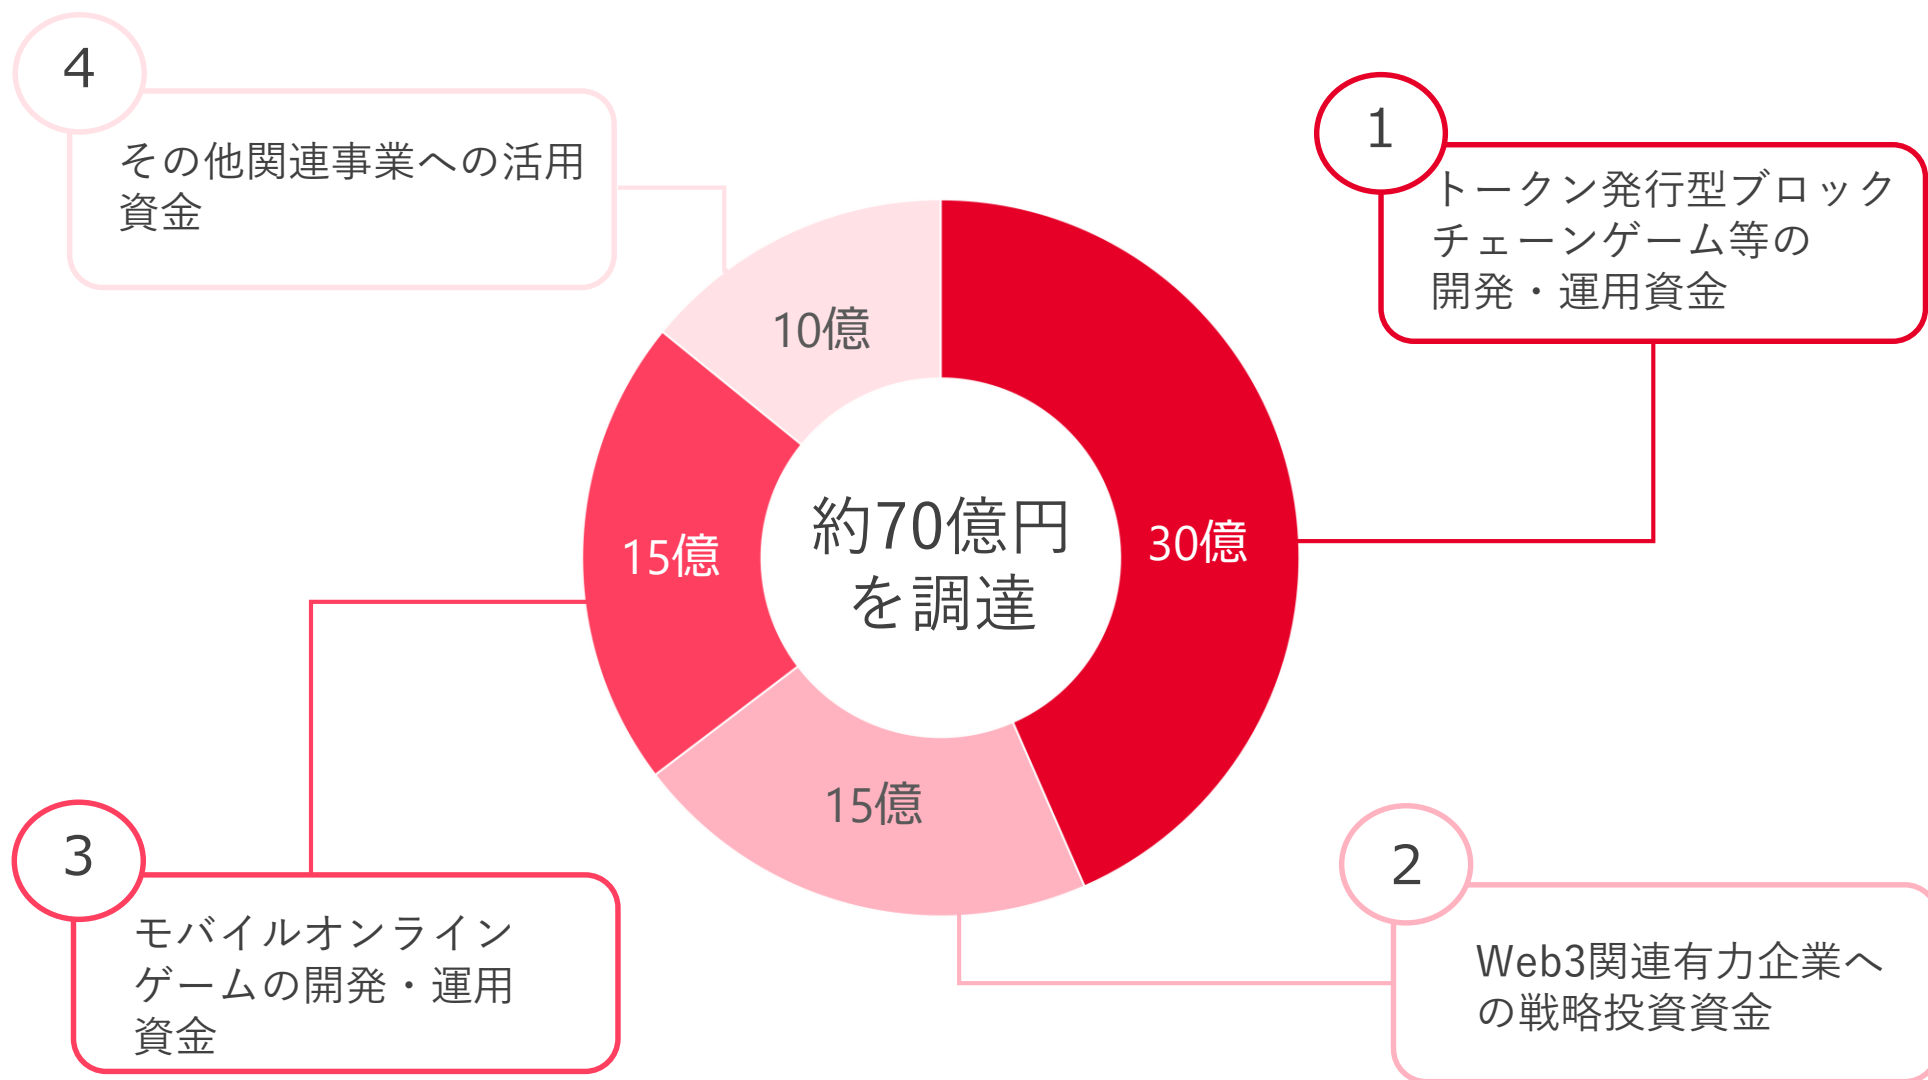 4
その他関連事業への活用
資金
1
トークン発行型ブロック
チェーンゲーム等の
開発・運用資金
10億
30億
15億
15億
約70億円
を調達
3
モバイルオンライン
ゲームの開発・運用
資金
2
Web3関連有力企業へ
の戦略投資資金